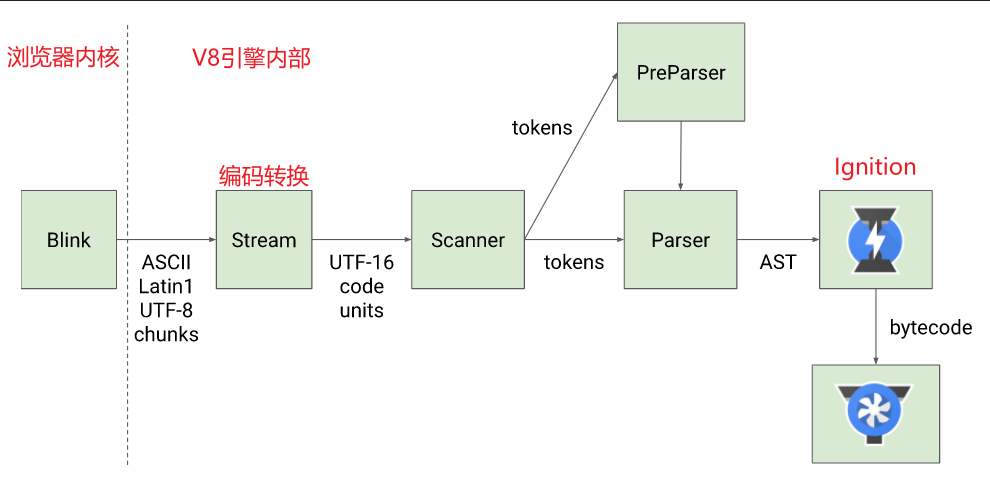 浏览器内核
V8引擎内部
PreParser
tokens
编码转换
Ignition
Blink
Stream
Scanner
Parser
ASCII
Latin1
UTF-8
chunks
UTF-16
code
units
tokens
AST
bytecode